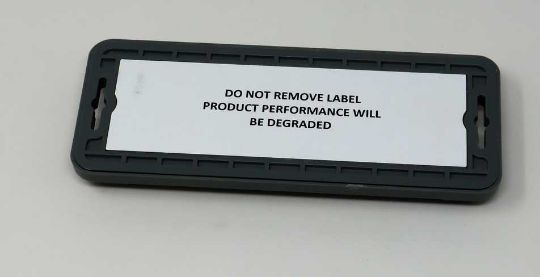 DO NOT REMOVE LABEL
PRODUCT PERFORMANCE WILL
BE DEGRADED